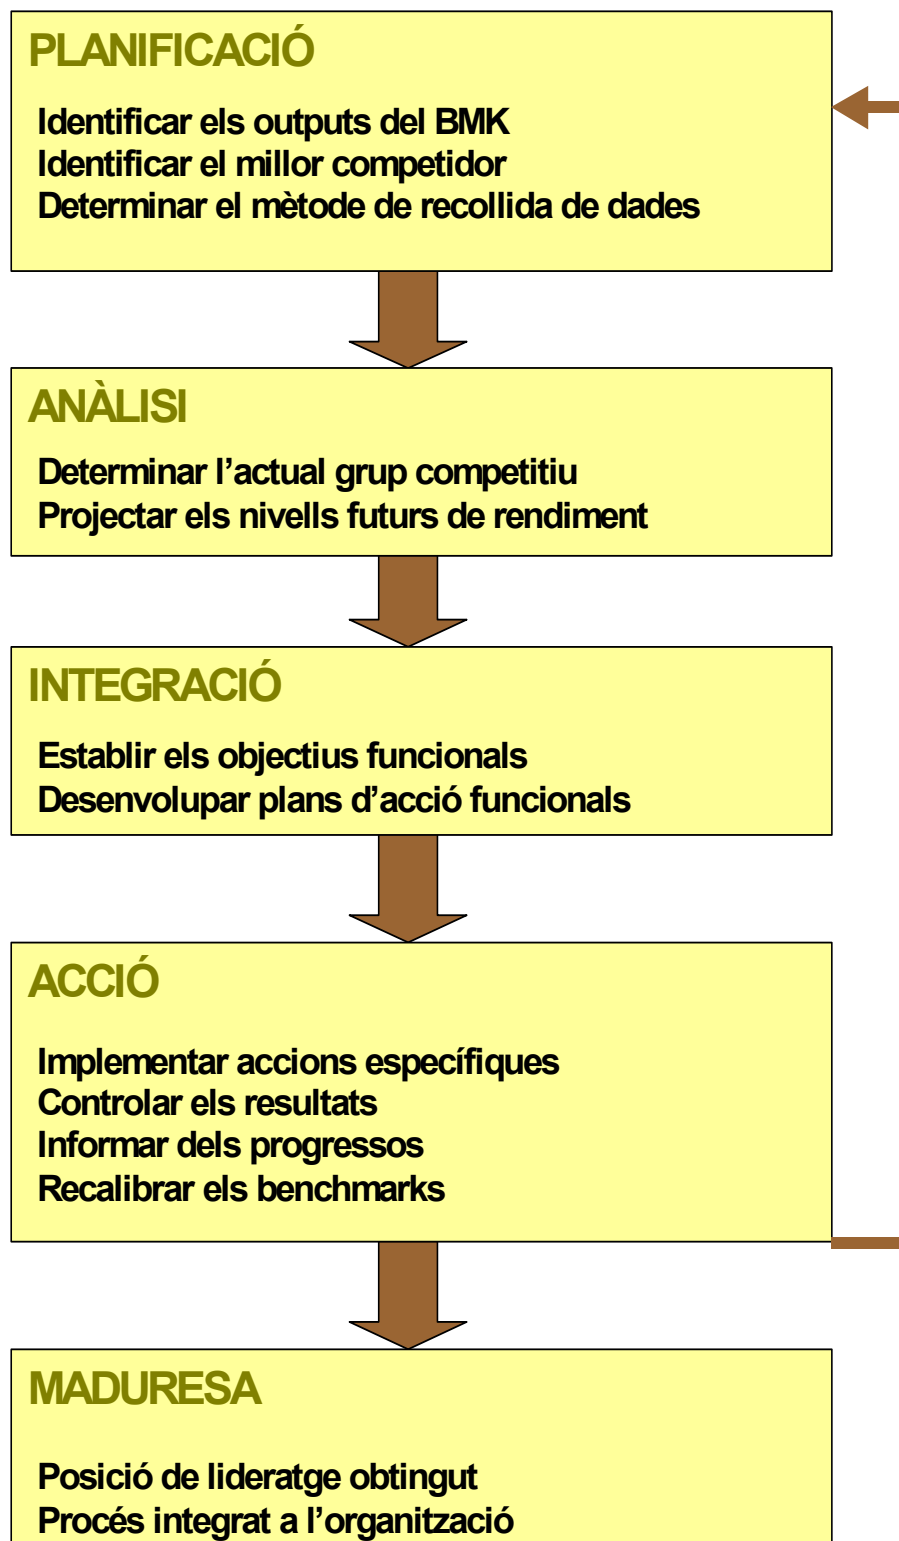 PLANIFICACIÓ
Identificar els outputs del BMK
Identificar el millor competidor
Determinar el mètode de recollida de dades
ANÀLISI
Determinar l’actual grup competitiu
Projectar els nivells futurs de rendiment
INTEGRACIÓ
Establir els objectius funcionals
Desenvolupar plans d’acció funcionals
ACCIÓ
Implementar accions específiques
Controlar els resultats
Informar dels progressos
Recalibrar els benchmarks
MADURESA
Posició de lideratge obtingut
Procés integrat a l’organització